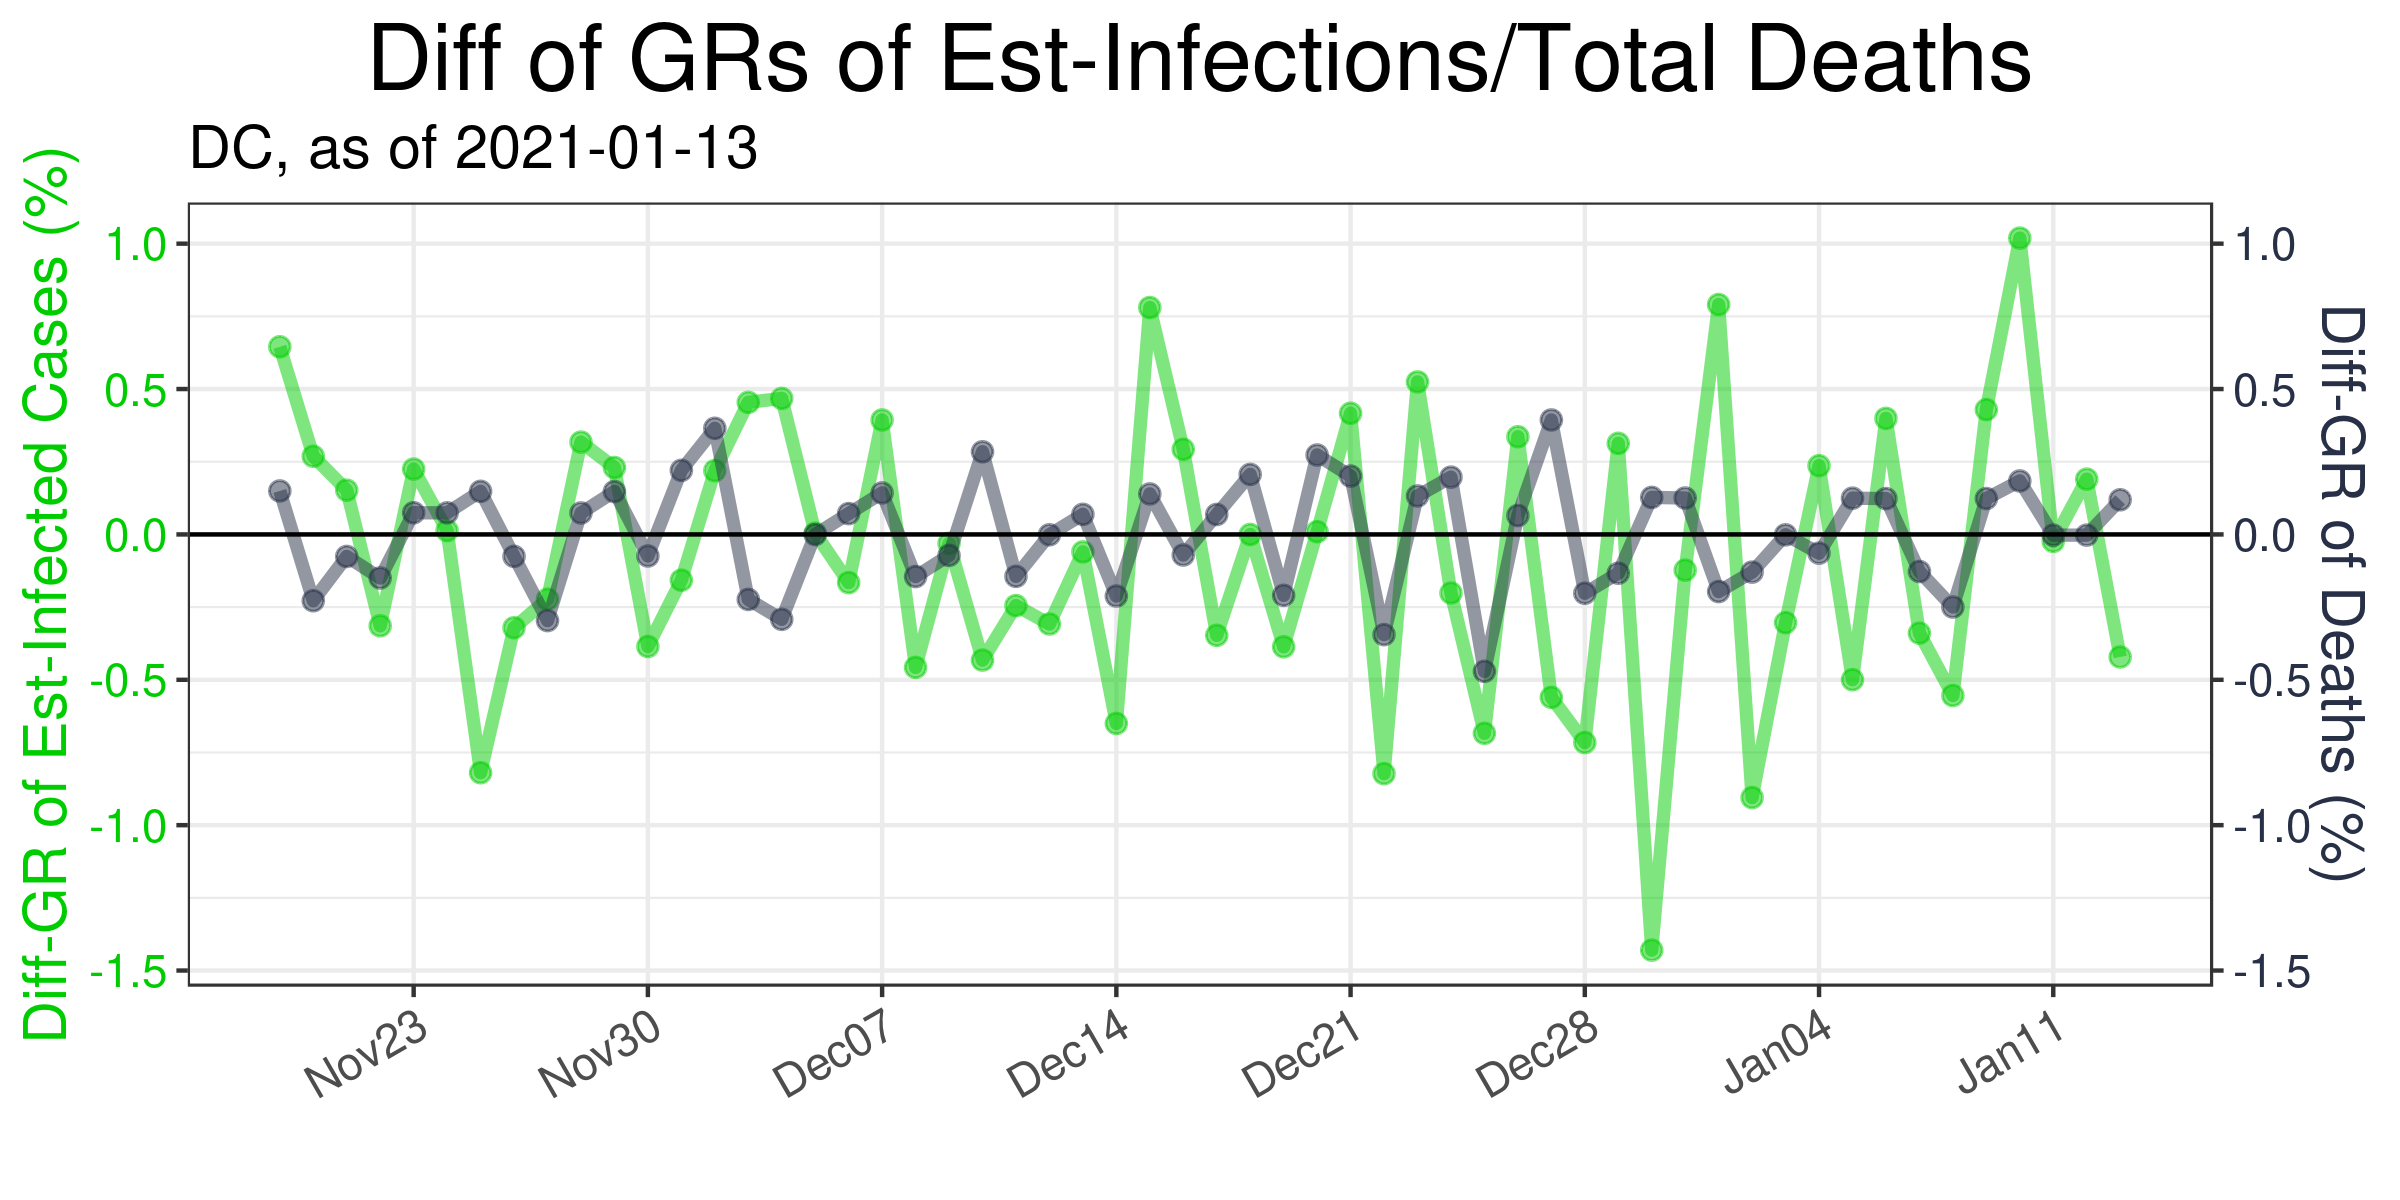 Diff of GRs of Est-Infections/Total Deaths
DC, as of 2021-01-13
Diff-GR of Est-Infected Cases (%)
1.0
0.5
0.0
-0.5
-1.0
-1.5
1.0
0.5
0.0
-0.5
-1.0
-1.5
Diff-GR of Deaths (%)
Nov23
Nov30
Dec07
Dec14
Dec21
Dec28
Jan04
Jan11